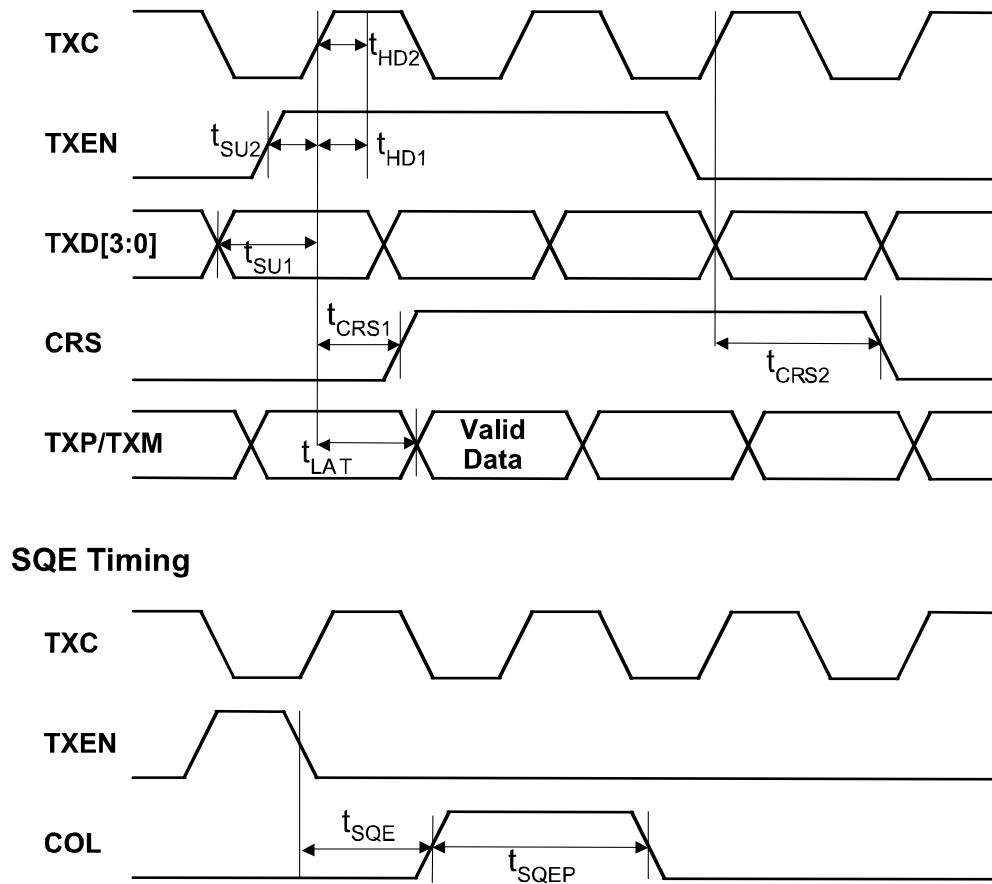 TXC
tHD2
TXEN
tSU2
tHD1
TXD[3:0]
tSU1
CRS
tCRS1
tCRS2
TXP/TXM
tLAT
Valid
Data
SQE Timing
TXC
TXEN
COL
tSQE
tSQEP